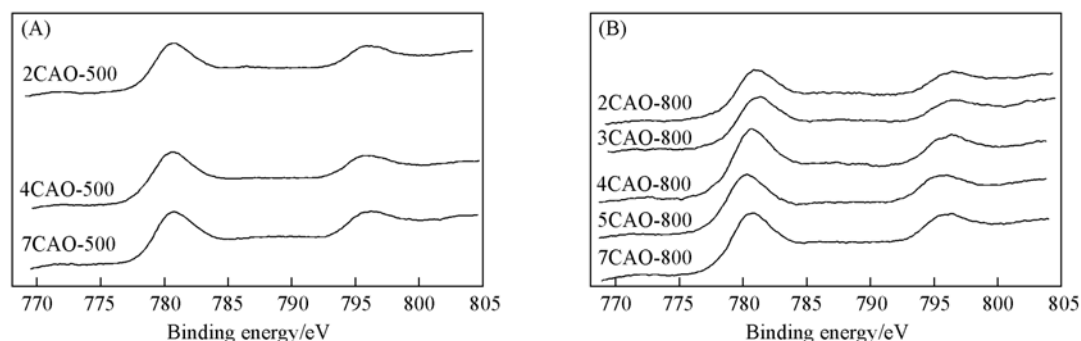 (A)
2CAO-500
4CAO-500
7CAO-500
770 775 780 785 790 795 800 805
Binding energy/eV
(B)
2CAO-800
3CAO-800
4CAO-800
5CAO-800
7CAO-800
770 775 780 785 790 795 800 805
Binding energy/eV